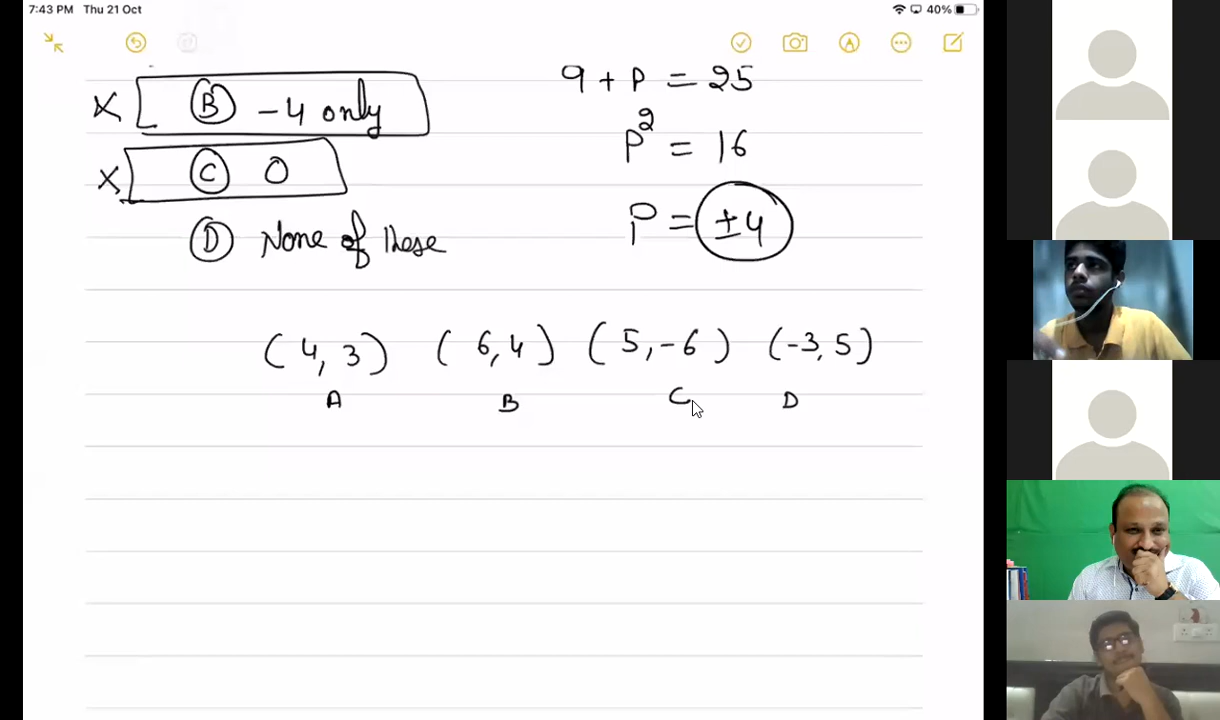 7:43 PM Thu 21 Oct
40%
X (B) -4 only
9 + P = 25
P² = 16
X (C) 0
P = ±4
(D) None of these
(4, 3) (6, 4) (5, -6) (-3, 5)
A B C D